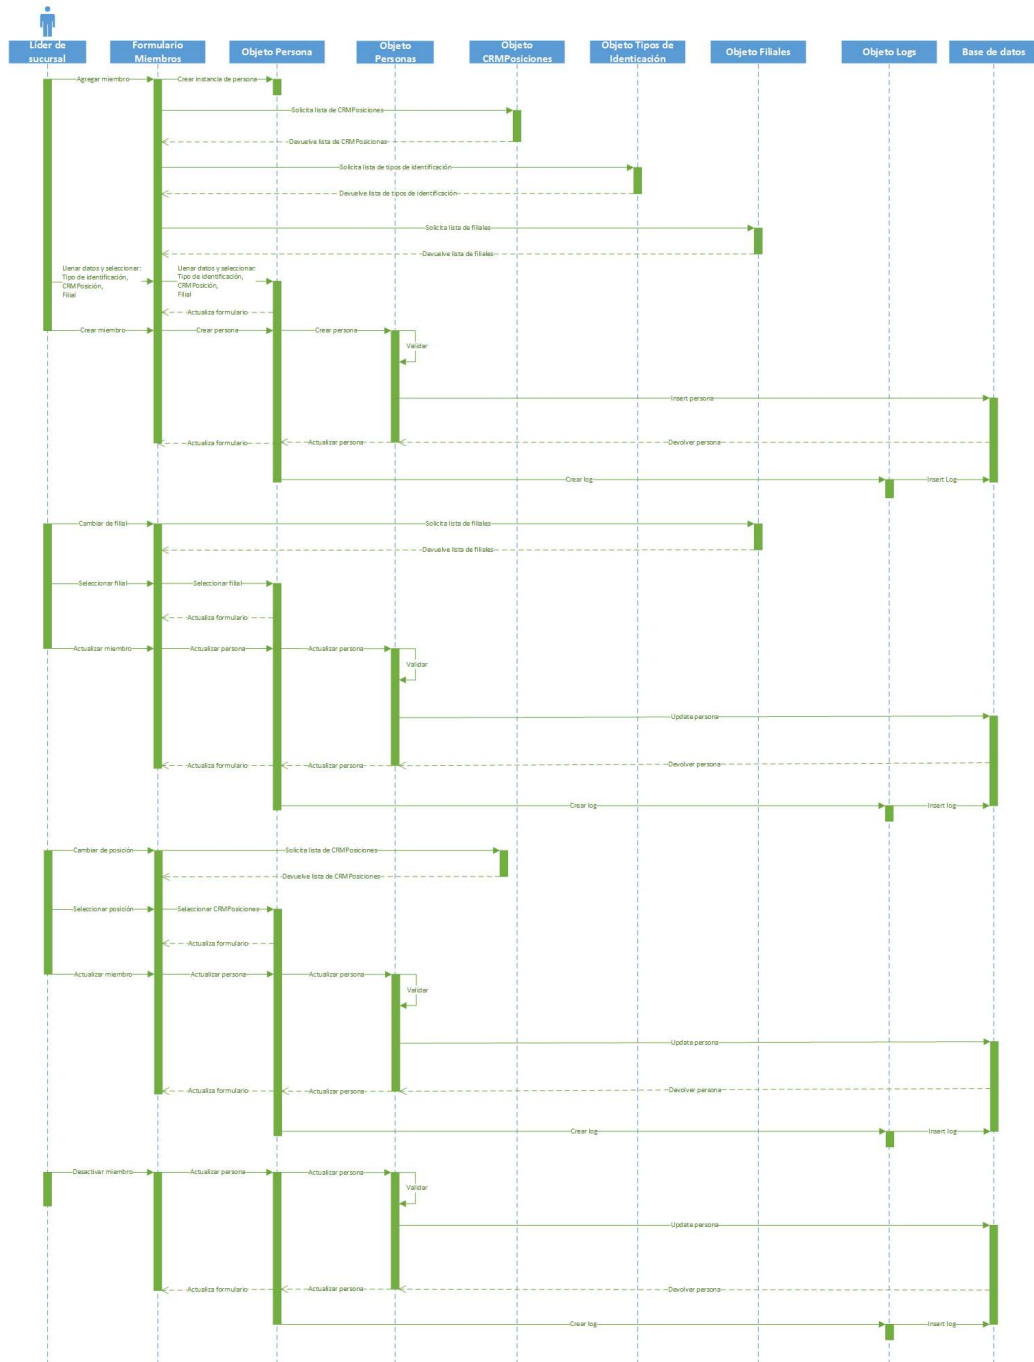 Líder de
sucursal
Formulario
Miembros
Objeto Persona
Objeto
Personas
Objeto
CRMPosiciones
Objeto Tipos de
Identicación
Objeto Filiales
Objeto Logs
Base de datos
Agregar miembro
Crear instancia de persona
Solicita lista de CRMPosiciones
Devuelve lista de CRMPosiciones
Solicita lista de tipos de identificación
Devuelve lista de tipos de identificación
Solicita lista de filiales
Devuelve lista de filiales
Llenar datos y seleccionar:
Tipo de identificación,
CRMPosición,
Filial
Llenar datos y seleccionar:
Tipo de identificación,
CRMPosición,
Filial
Actualiza formulario
Crear miembro
Crear persona
Crear persona
Validar
Insert persona
Actualiza formulario
Actualizar persona
Devolver persona
Crear log
Insert Log
Cambiar de filial
Solicita lista de filiales
Devuelve lista de filiales
Seleccionar filial
Seleccionar filial
Actualiza formulario
Actualizar miembro
Actualizar persona
Actualizar persona
Validar
Update persona
Actualiza formulario
Actualizar persona
Devolver persona
Crear log
Insert log
Cambiar de posición
Solicita lista de CRMPosiciones
Devuelve lista de CRMPosiciones
Seleccionar posición
Seleccionar CRMPosiciones
Actualiza formulario
Actualizar miembro
Actualizar persona
Actualizar persona
Validar
Update persona
Actualiza formulario
Actualizar persona
Devolver persona
Crear log
Insert log
Desactivar miembro
Actualizar persona
Actualizar persona
Validar
Update persona
Actualiza formulario
Actualizar persona
Devolver persona
Crear log
Insert log